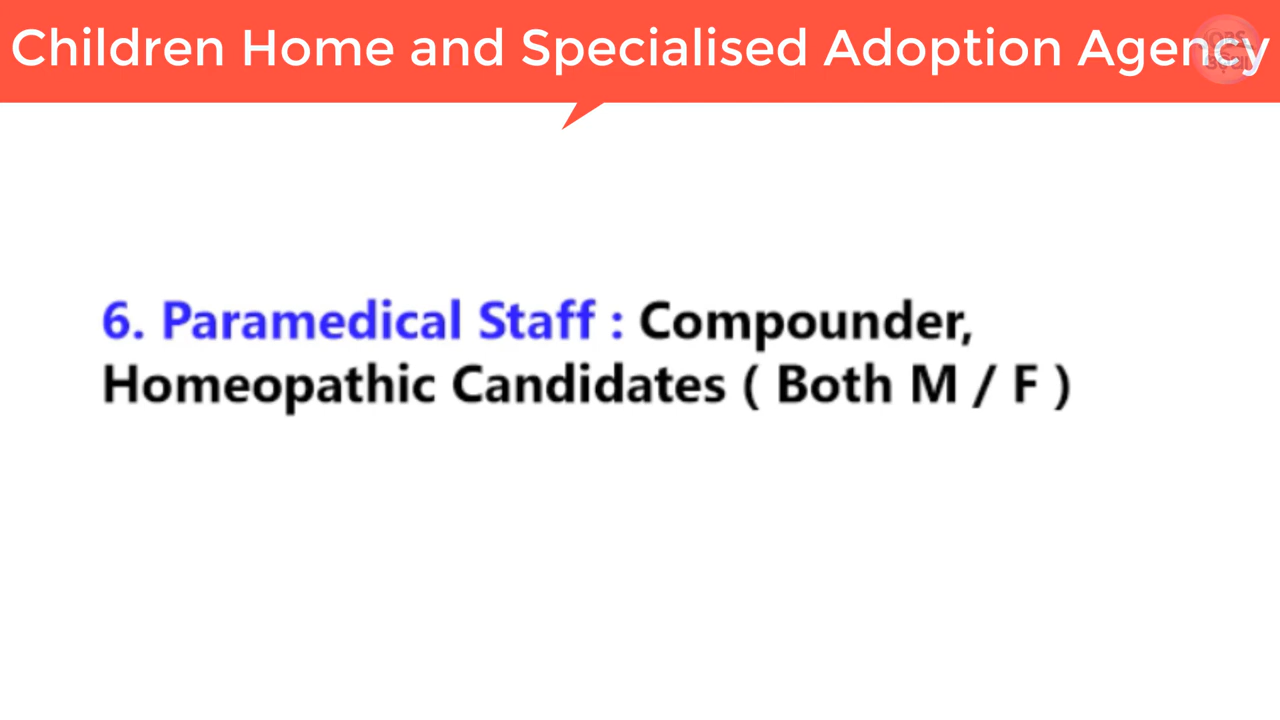 Children Home and Specialised Adoption Agency
6. Paramedical Staff : Compounder,
Homeopathic Candidates ( Both M / F )